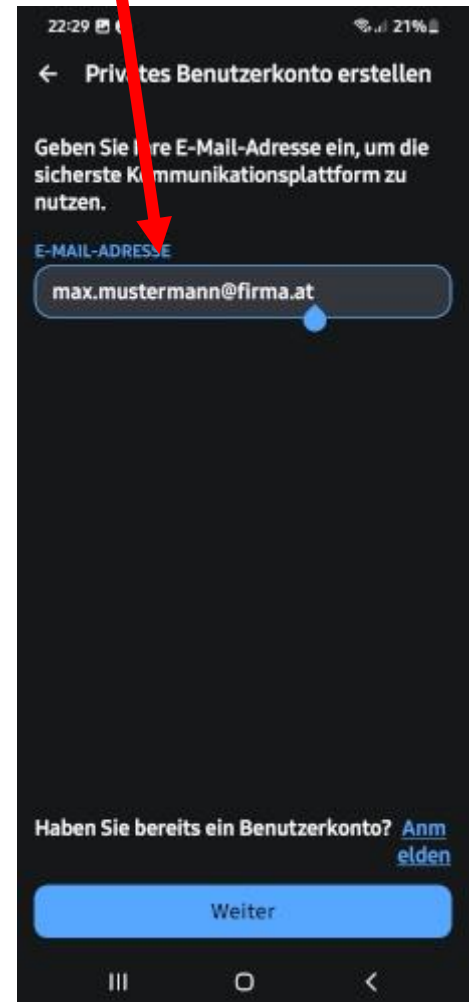 22:29 21%
Privates Benutzerkonto erstellen
Geben Sie Ihre E-Mail-Adresse ein, um die
sicherste Kommunikationsplattform zu
nutzen.
E-MAIL-ADRESSE
max.mustermann@firma.at
Haben Sie bereits ein Benutzerkonto? Anm
elden
Weiter